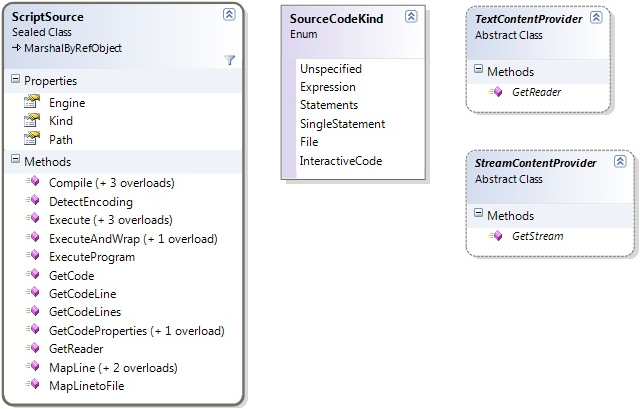 ScriptSource
Sealed Class
MarshalByRefObject
Properties
Engine
Kind
Path
Methods
Compile (+ 3 overloads)
DetectEncoding
Execute (+ 3 overloads)
ExecuteAndWrap (+ 1 overload)
ExecuteProgram
GetCode
GetCodeLine
GetCodeLines
GetCodeProperties (+ 1 overload)
GetReader
MapLine (+ 2 overloads)
MapLinetoFile
SourceCodeKind
Enum
Unspecified
Expression
Statements
SingleStatement
File
InteractiveCode
TextContentProvider
Abstract Class
Methods
GetReader
StreamContentProvider
Abstract Class
Methods
GetStream